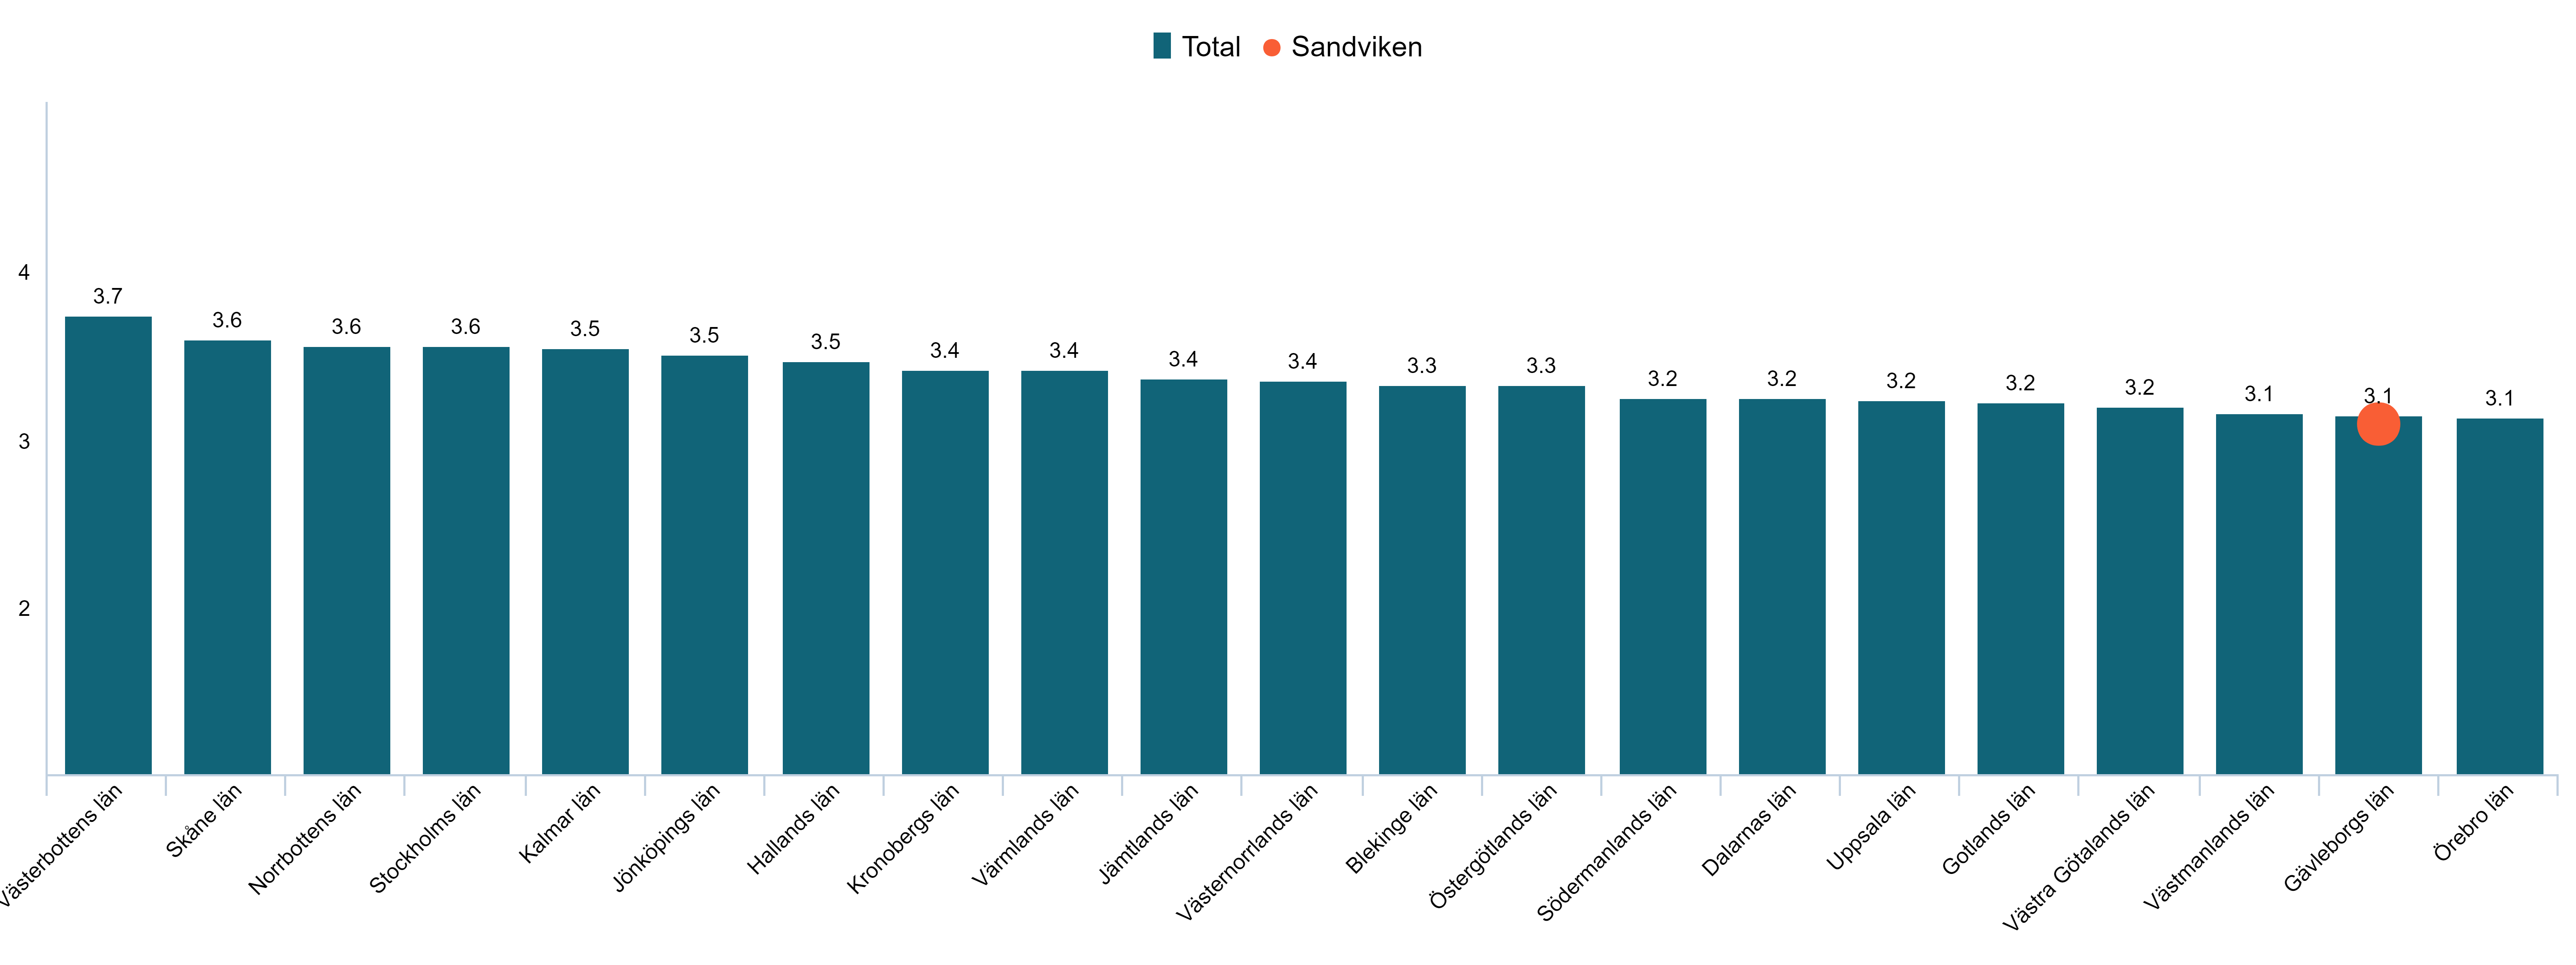 Total Sandviken
4
3
2
3.7 3.6 3.6 3.6 3.5 3.5 3.5 3.4 3.4 3.4 3.4 3.3 3.3 3.2 3.2 3.2 3.2 3.2 3.1 3.1 3.1
Västerbottens län
Skåne län
Norrbottens län
Stockholms län
Kalmar län
Jönköpings län
Hallands län
Kronobergs län
Värmlands län
Jämtlands län
Västernorrlands län
Blekinge län
Östergötlands län
Södermanlands län
Dalarnas län
Uppsala län
Gotlands län
Västra Götalands län
Västmanlands län
Gävleborgs län
Örebro län